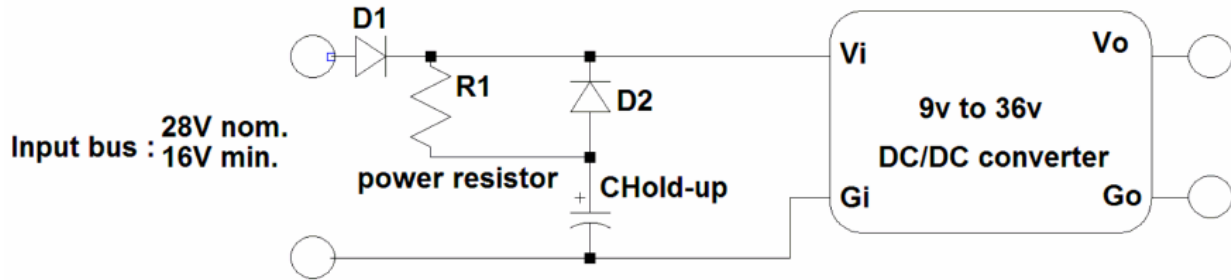 D1
R1
D2
Input bus : 28V nom.
16V min.
power resistor
+
CHold-up
Vi
Vo
9v to 36v
DC/DC converter
Gi
Go